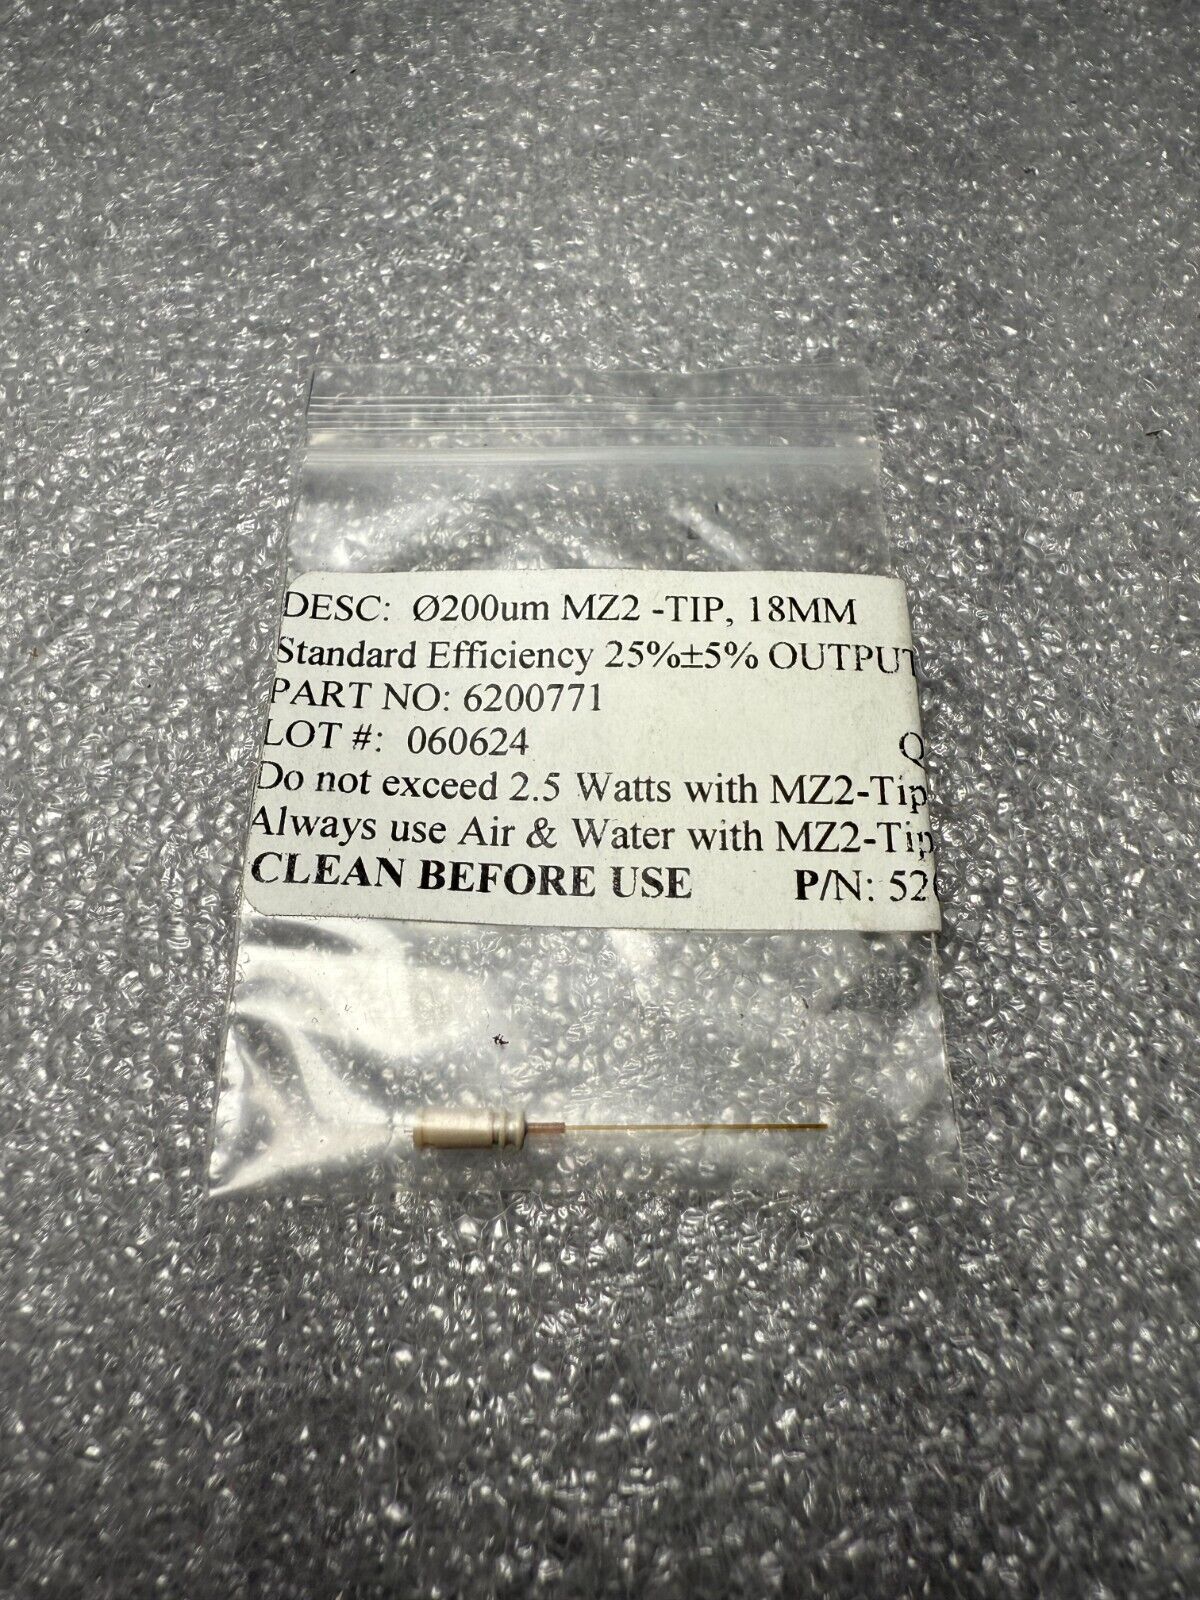 DESC: Ø200um MZ2 -TIP, 18MM
Standard Efficiency 25%±5% OUTPUT
PART NO: 6200771
LOT #: 060624 Q
Do not exceed 2.5 Watts with MZ2-Tip
Always use Air & Water with MZ2-Tip
CLEAN BEFORE USE P/N: 52